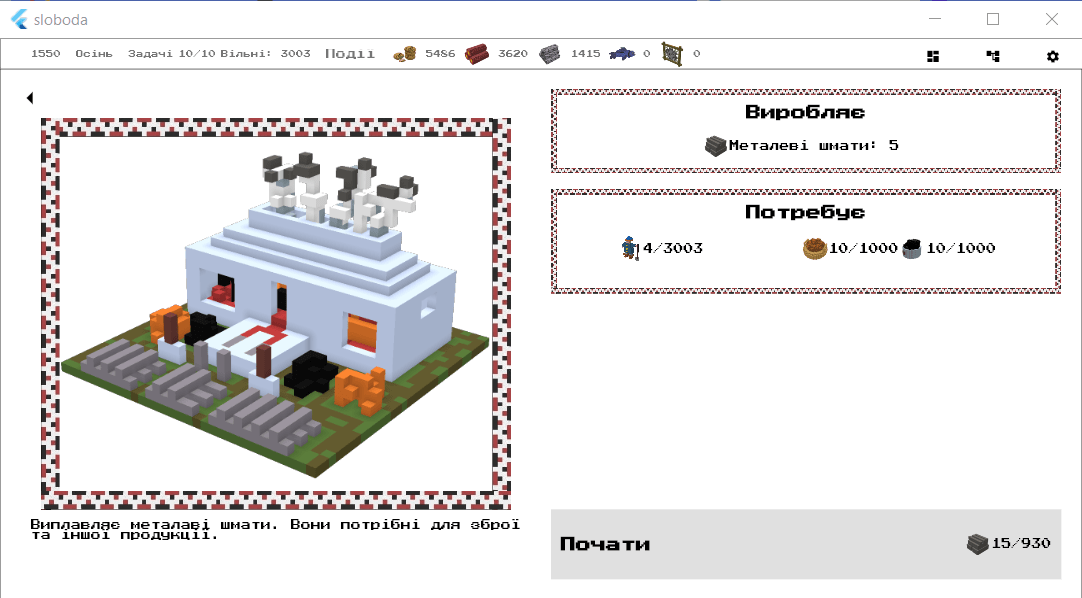 sloboda
1550 Осінь Задачі 10/10 Вільні: 3003 Події 5486 3620 1415 0 0
Виробляє
Металеві шмати: 5
Потребує
4/3003 10/1000 10/1000
Виплавляє металаві шмати. Вони потрібні для зброї
та іншої продукції.
Почати 15/930